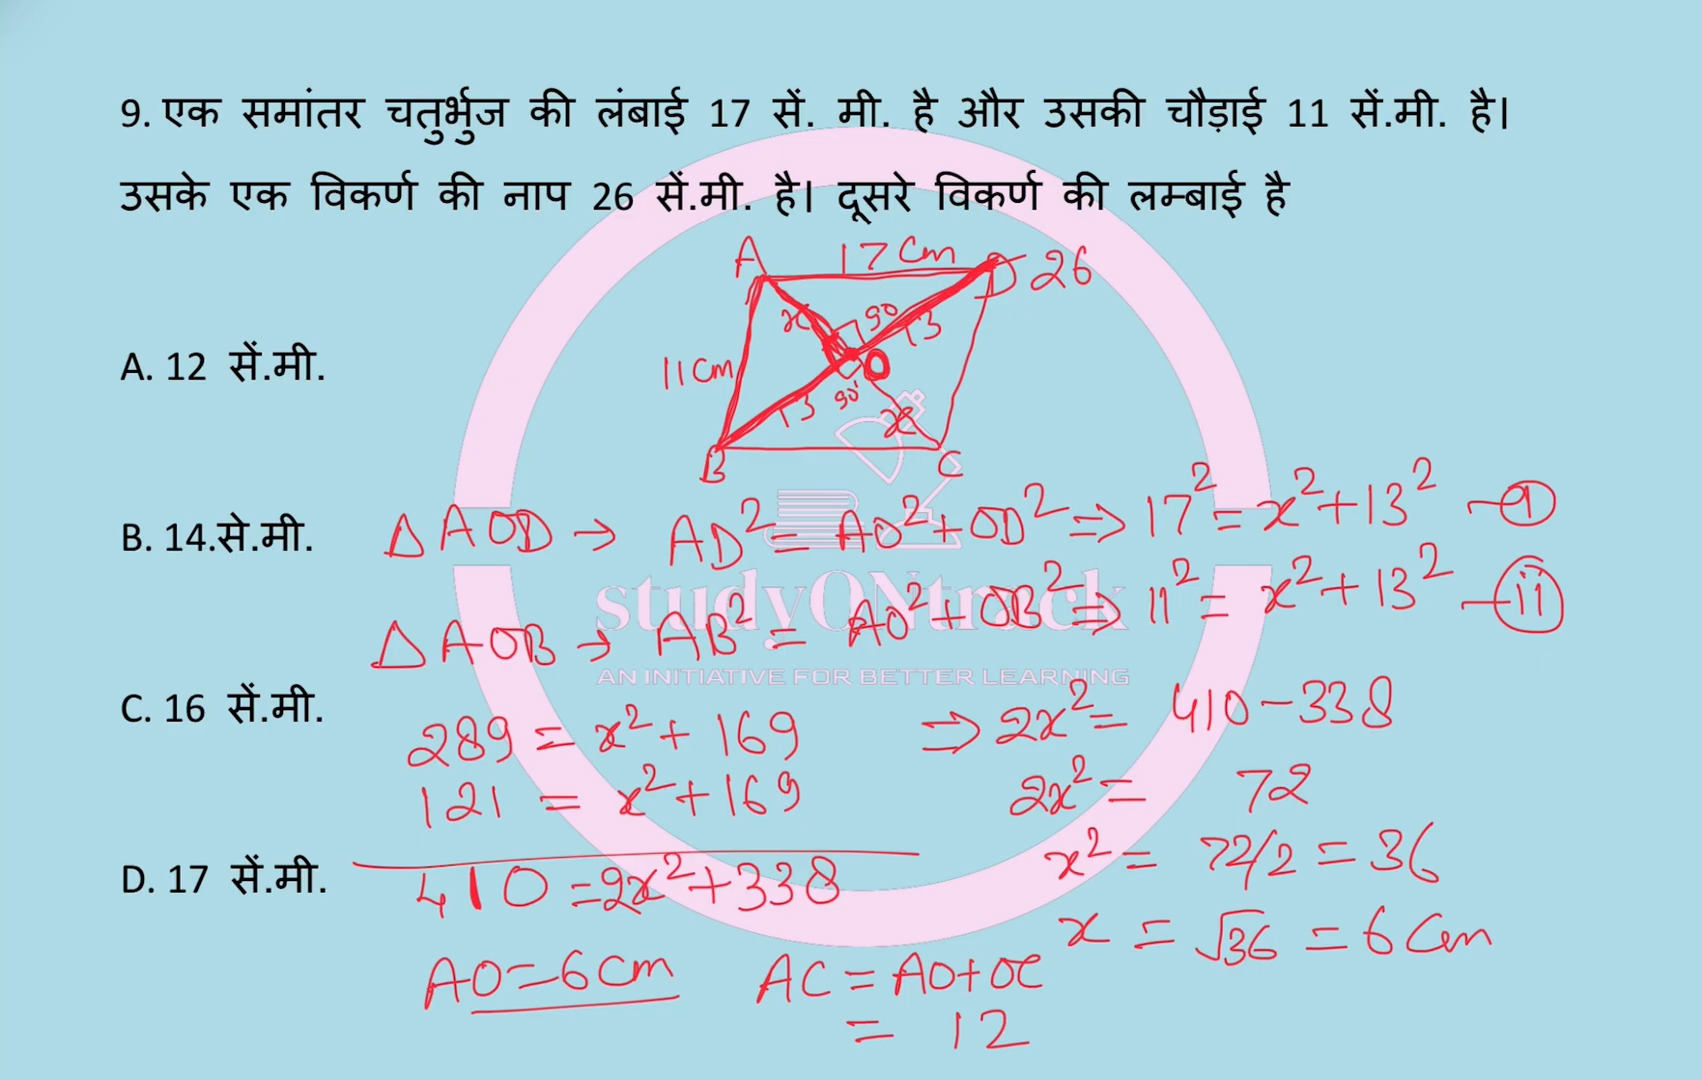 9. एक समांतर चतुर्भुज की लंबाई 17 सें. मी. है और उसकी चौड़ाई 11 सें.मी. है।
उसके एक विकर्ण की नाप 26 सें.मी. है। दूसरे विकर्ण की लम्बाई है
A 17 Cm D 26
x 90 13
A. 12 सें.मी.
11 Cm O
13 90° x
B C
B. 14.से.मी.
△AOD → AD² = AO² + OD² ⇒ 17² = x² + 13² - ①
studyONtrack
△AOB → AB² = AO² + OB² ⇒ 11² = x² + 13² - ⓘⓘ
AN INITIATIVE FOR BETTER LEARNING
C. 16 सें.मी.
289 = x² + 169 ⇒ 2x² = 410 - 338
121 = x² + 169 2x² = 72
D. 17 सें.मी.
410 = 2x² + 338 x² = 72/2 = 36
x = √36 = 6 Cm
AO = 6 cm AC = AO + OC
= 12